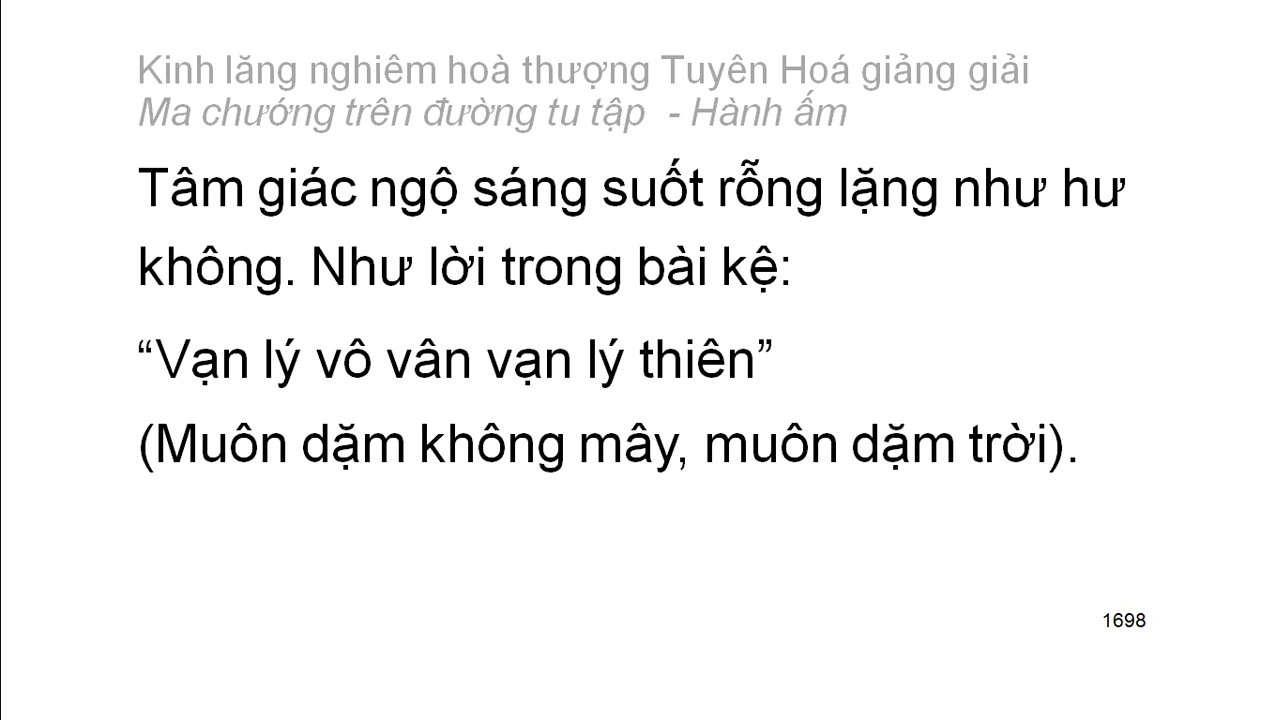 Kinh lăng nghiêm hoà thượng Tuyên Hoá giảng giải
Ma chướng trên đường tu tập - Hành ấm
Tâm giác ngộ sáng suốt rỗng lặng như hư
không. Như lời trong bài kệ:
“Vạn lý vô vân vạn lý thiên”
(Muôn dặm không mây, muôn dặm trời).
1698